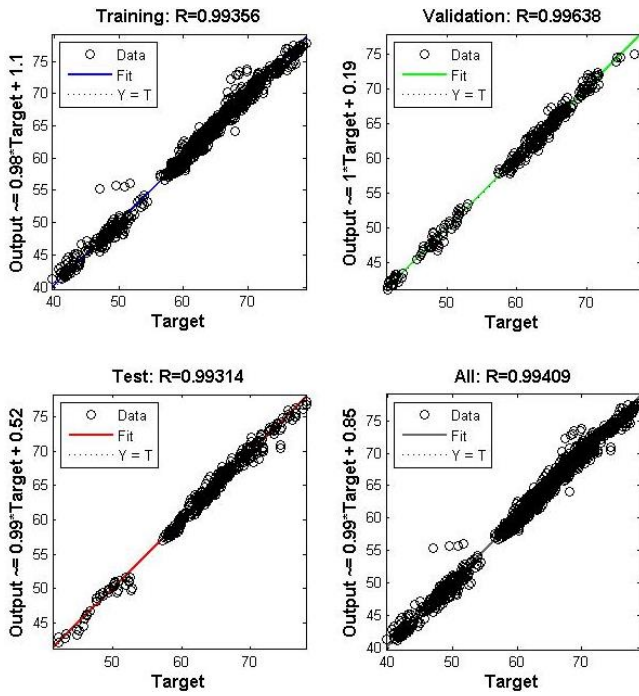 Training: R=0.99356
Output ~= 0.98*Target + 1.1
Data
Fit
Y = T
75
70
65
60
55
50
45
40
40 50 60 70
Target
Validation: R=0.99638
Output ~= 1*Target + 0.19
Data
Fit
Y = T
75
70
65
60
55
50
45
50 60 70
Target
Test: R=0.99314
Output ~= 0.99*Target + 0.52
Data
Fit
Y = T
75
70
65
60
55
50
45
50 60 70
Target
All: R=0.99409
Output ~= 0.99*Target + 0.85
Data
Fit
Y = T
75
70
65
60
55
50
45
40
40 50 60 70
Target